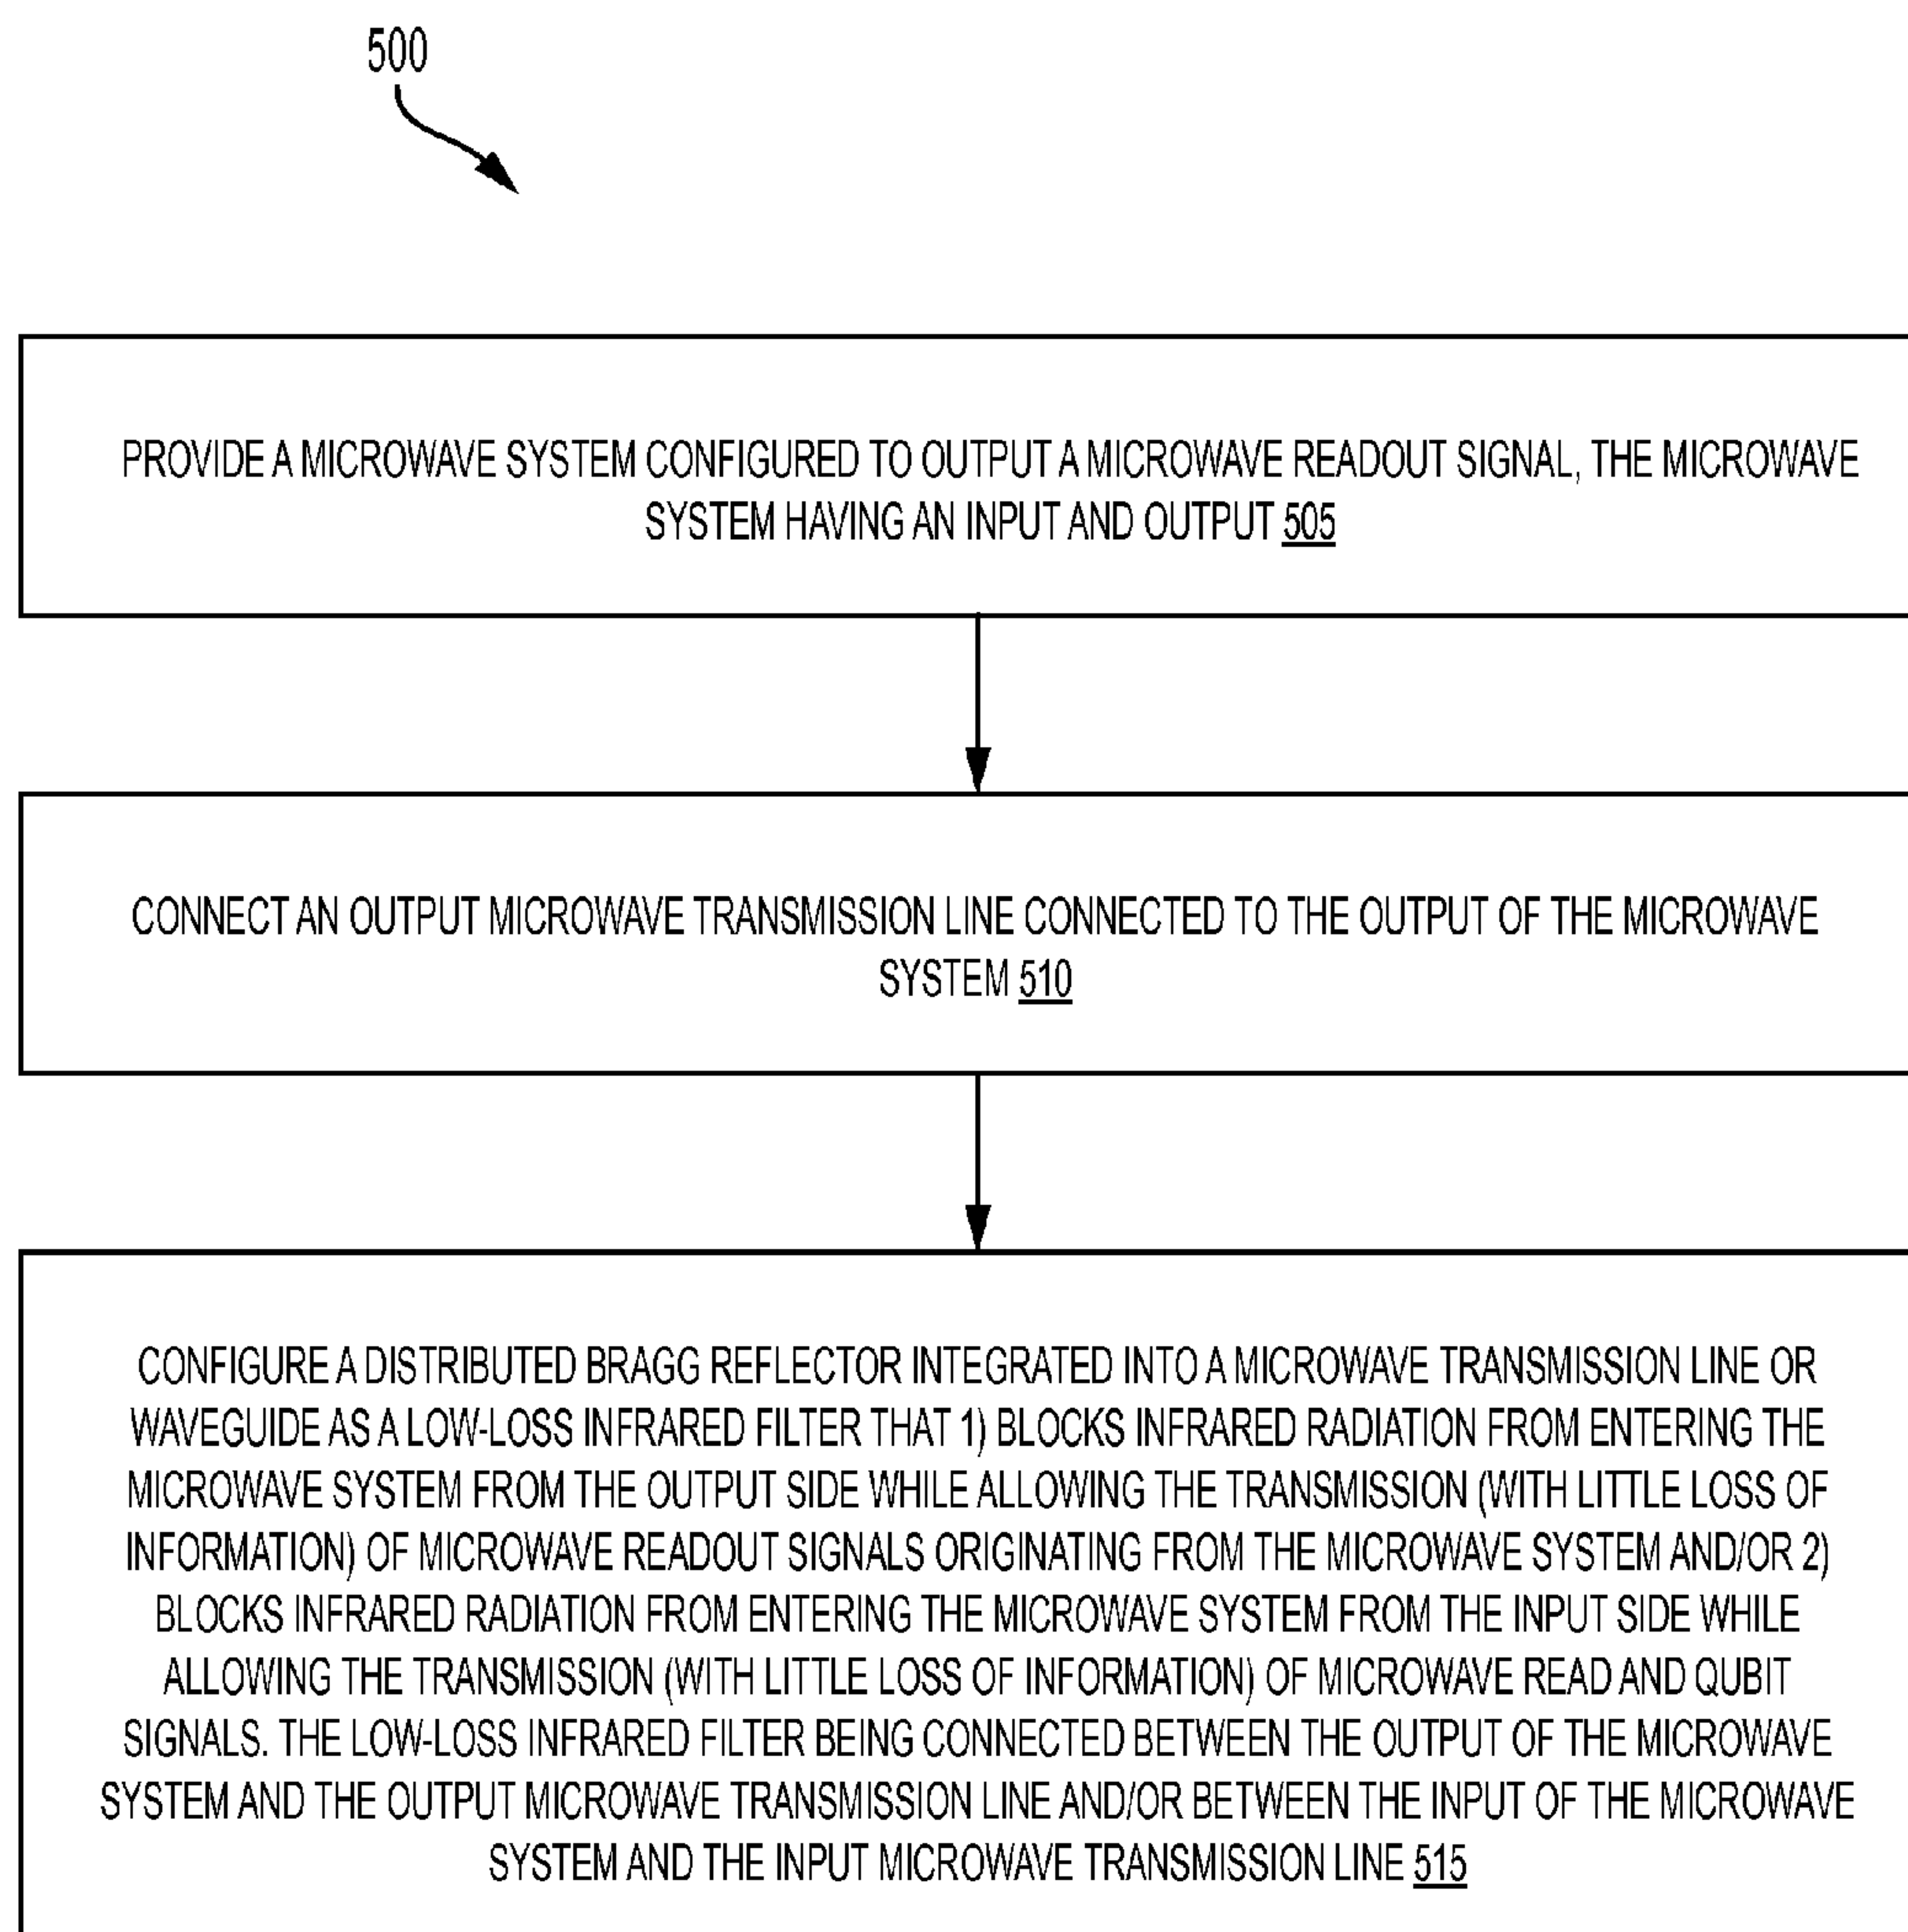 500
PROVIDE A MICROWAVE SYSTEM CONFIGURED TO OUTPUT A MICROWAVE READOUT SIGNAL, THE MICROWAVE
SYSTEM HAVING AN INPUT AND OUTPUT 505
CONNECT AN OUTPUT MICROWAVE TRANSMISSION LINE CONNECTED TO THE OUTPUT OF THE MICROWAVE
SYSTEM 510
CONFIGURE A DISTRIBUTED BRAGG REFLECTOR INTEGRATED INTO A MICROWAVE TRANSMISSION LINE OR
WAVEGUIDE AS A LOW-LOSS INFRARED FILTER THAT 1) BLOCKS INFRARED RADIATION FROM ENTERING THE
MICROWAVE SYSTEM FROM THE OUTPUT SIDE WHILE ALLOWING THE TRANSMISSION (WITH LITTLE LOSS OF
INFORMATION) OF MICROWAVE READOUT SIGNALS ORIGINATING FROM THE MICROWAVE SYSTEM AND/OR 2)
BLOCKS INFRARED RADIATION FROM ENTERING THE MICROWAVE SYSTEM FROM THE INPUT SIDE WHILE
ALLOWING THE TRANSMISSION (WITH LITTLE LOSS OF INFORMATION) OF MICROWAVE READ AND QUBIT
SIGNALS. THE LOW-LOSS INFRARED FILTER BEING CONNECTED BETWEEN THE OUTPUT OF THE MICROWAVE
SYSTEM AND THE OUTPUT MICROWAVE TRANSMISSION LINE AND/OR BETWEEN THE INPUT OF THE MICROWAVE
SYSTEM AND THE INPUT MICROWAVE TRANSMISSION LINE 515